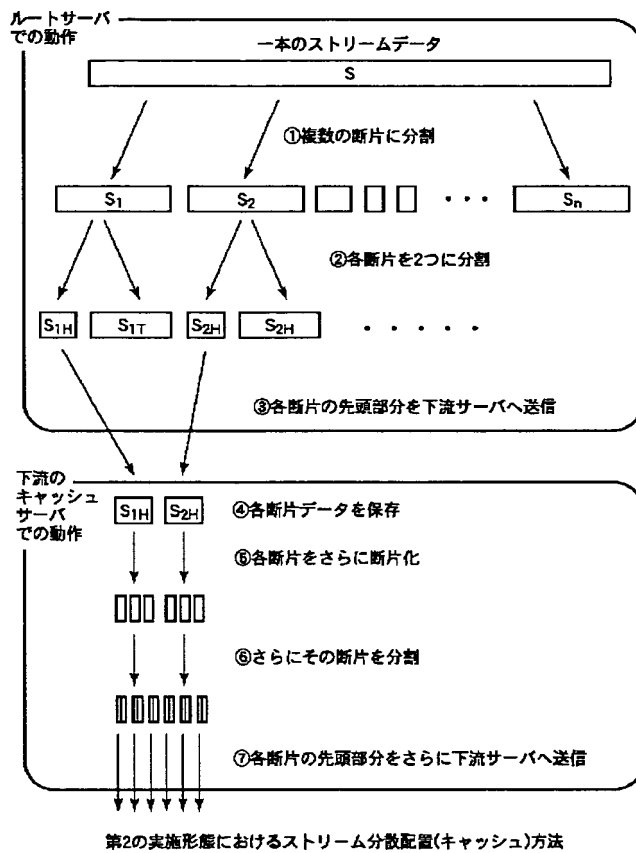 ルートサーバ
での動作
一本のストリームデータ
S
①複数の断片に分割
S1 S2 ・・・ Sn
②各断片を2つに分割
S1H S1T S2H S2H ・・・・・
③各断片の先頭部分を下流サーバへ送信
下流の
キャッシュ
サーバ
での動作
S1H S2H ④各断片データを保存
⑤各断片をさらに断片化
⑥さらにその断片を分割
⑦各断片の先頭部分をさらに下流サーバへ送信
第2の実施形態におけるストリーム分散配置(キャッシュ)方法